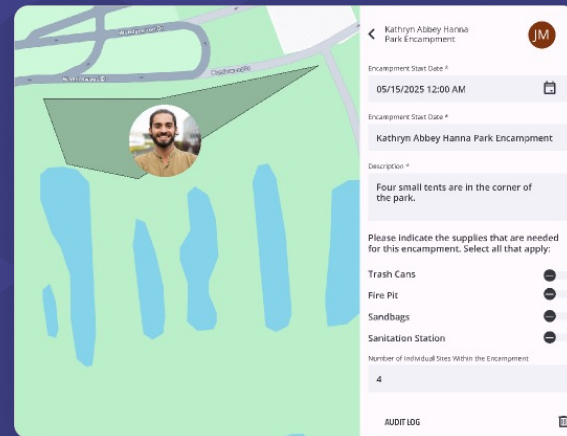 Kathryn Abbey Hanna
Park Encampment
JM
Encampment Start Date *
05/15/2025 12:00 AM
Encampment Start Date *
Kathryn Abbey Hanna Park Encampment
Description *
Four small tents are in the corner of
the park.
Please indicate the supplies that are needed
for this encampment. Select all that apply:
Trash Cans
Fire Pit
Sandbags
Sanitation Station
Number of Individual Sites Within the Encampment
4
AUDIT LOG